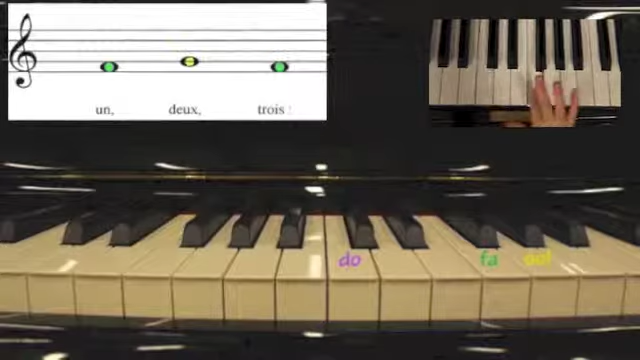 un, deux, trois :
do fa sol